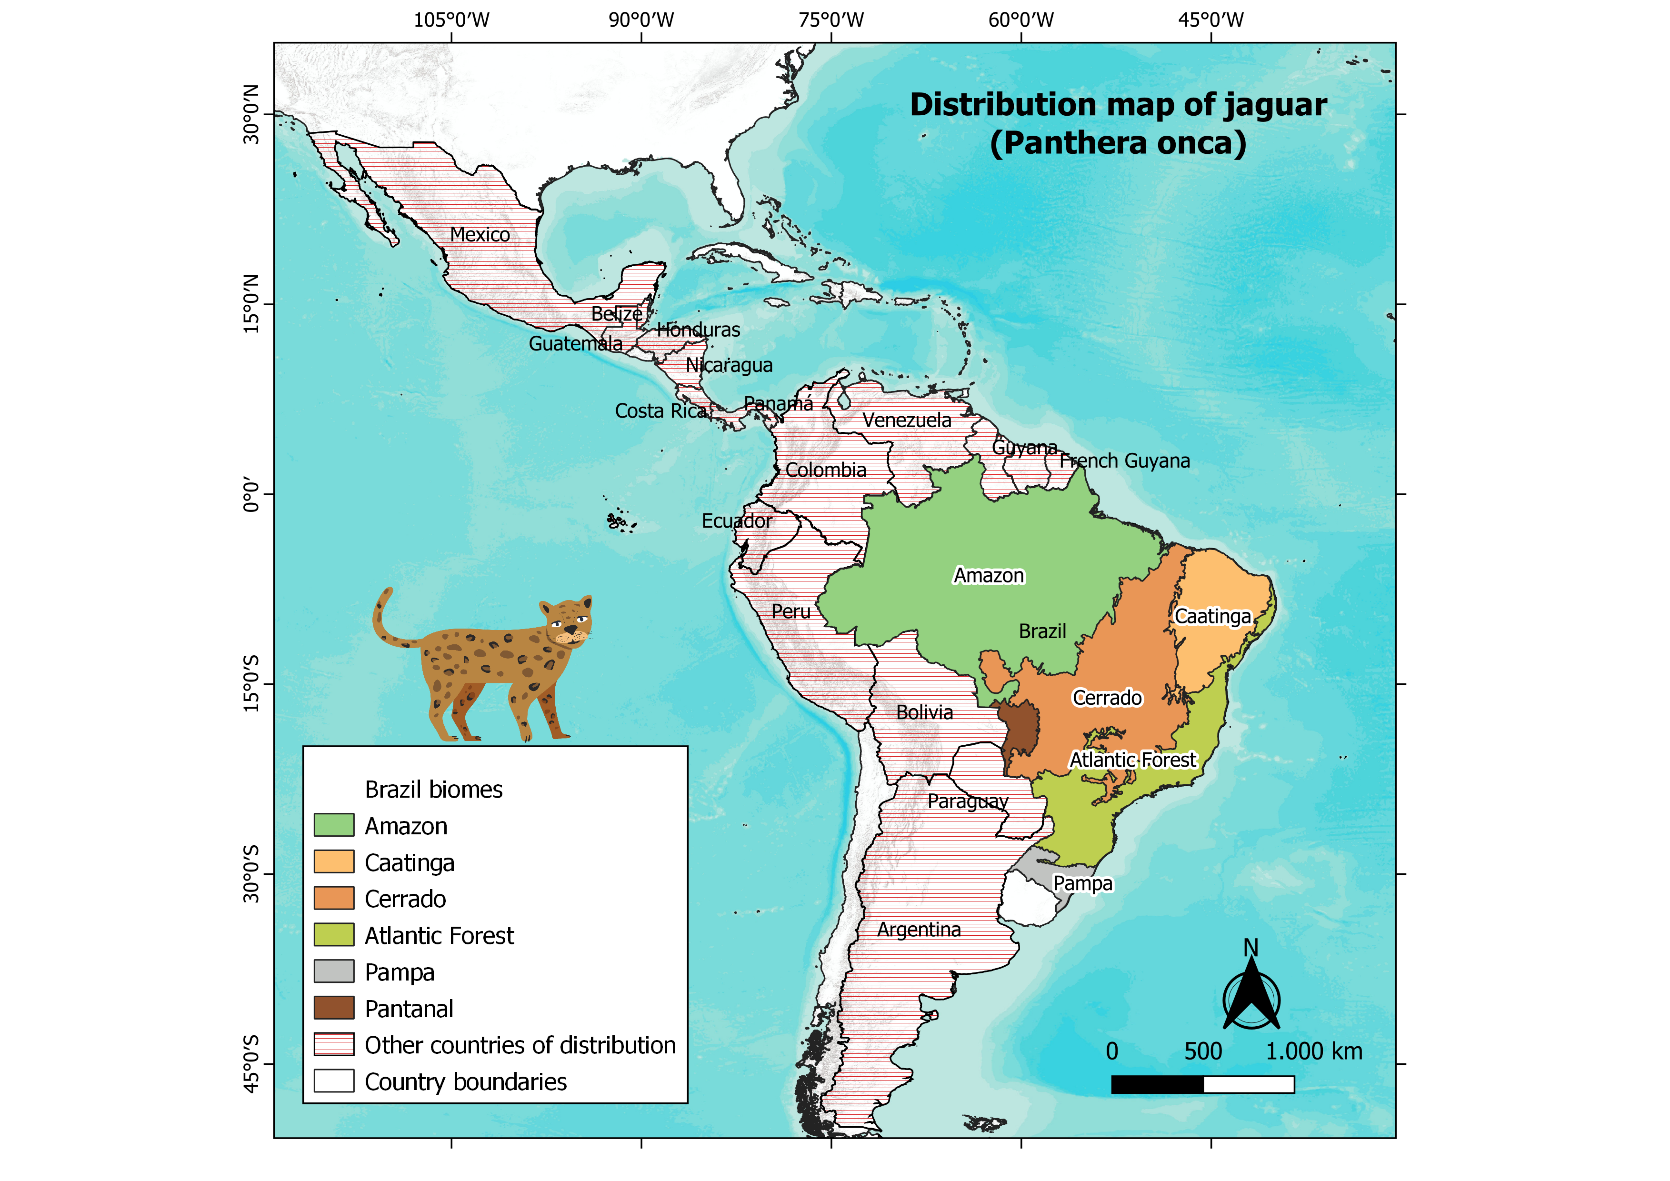 105°0′W 90°0′W 75°0′W 60°0′W 45°0′W
30°0′N
15°0′N
0°0′
15°0′S
30°0′S
45°0′S
Distribution map of jaguar
(Panthera onca)
Mexico
Belize
Honduras
Guatemala
Nicaragua
Costa Rica
Panamá
Venezuela
Guyana
French Guyana
Colombia
Ecuador
Amazon
Peru
Brazil
Caatinga
Cerrado
Bolivia
Atlantic Forest
Paraguay
Pampa
Argentina
Brazil biomes
Amazon
Caatinga
Cerrado
Atlantic Forest
Pampa
Pantanal
Other countries of distribution
Country boundaries
N
0 500 1.000 km